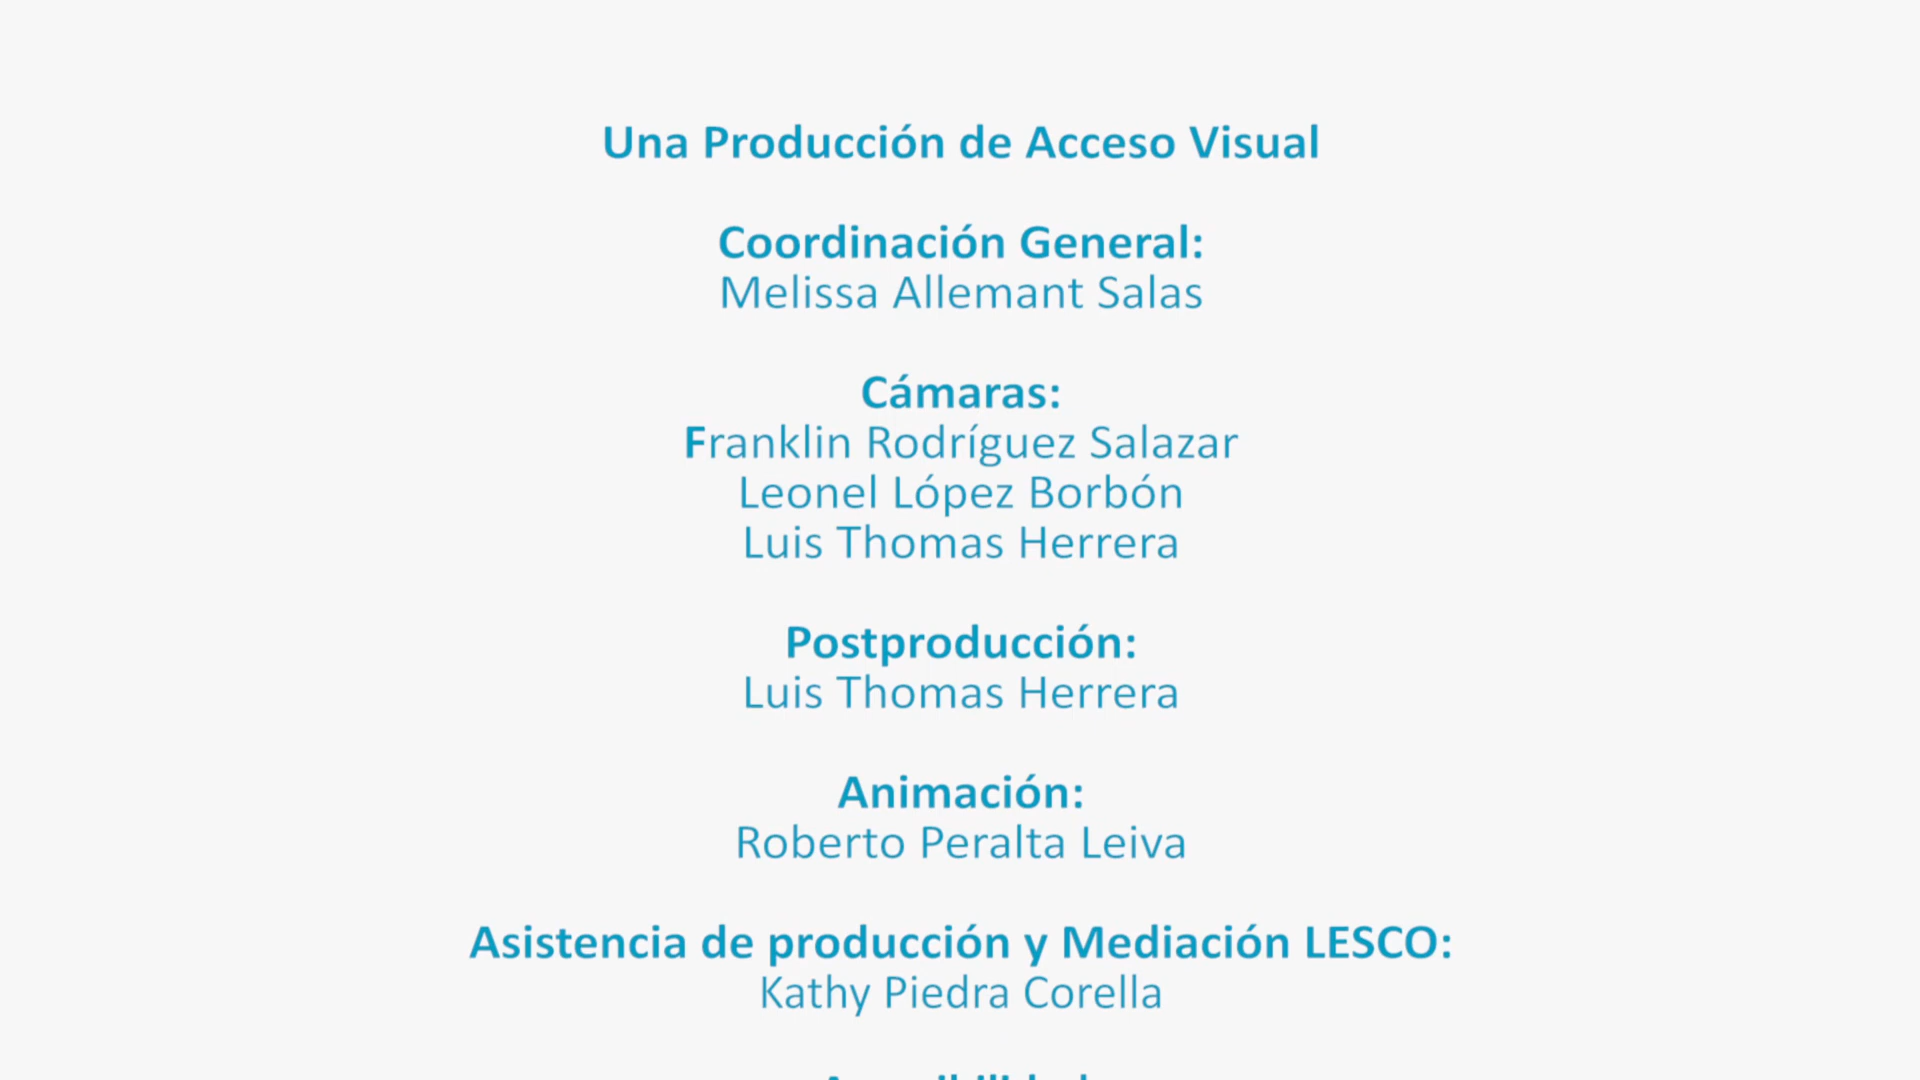 Una Producción de Acceso Visual
Coordinación General:
Melissa Allemant Salas
Cámaras:
Franklin Rodríguez Salazar
Leonel López Borbón
Luis Thomas Herrera
Postproducción:
Luis Thomas Herrera
Animación:
Roberto Peralta Leiva
Asistencia de producción y Mediación LESCO:
Kathy Piedra Corella